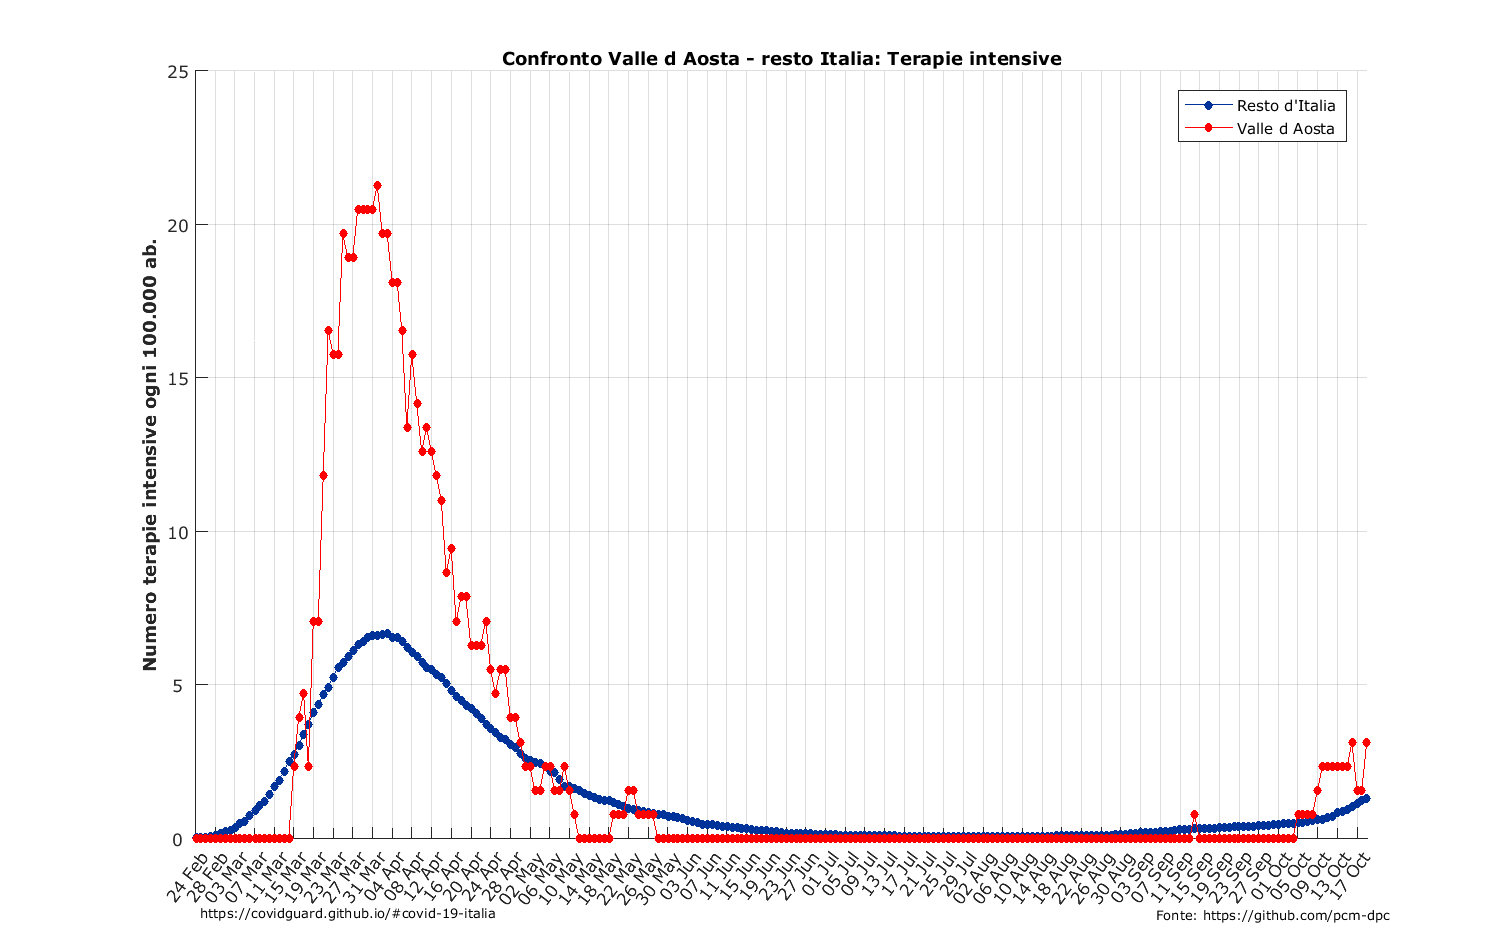 Confronto Valle d Aosta - resto Italia: Terapie intensive
Resto d'Italia
Valle d Aosta
Numero terapie intensive ogni 100.000 ab.
25
20
15
10
5
0
24 Feb
28 Feb
03 Mar
07 Mar
11 Mar
15 Mar
19 Mar
23 Mar
27 Mar
31 Mar
04 Apr
08 Apr
12 Apr
16 Apr
20 Apr
24 Apr
28 Apr
02 May
06 May
10 May
14 May
18 May
22 May
26 May
30 May
03 Jun
07 Jun
11 Jun
15 Jun
19 Jun
23 Jun
27 Jun
01 Jul
05 Jul
09 Jul
13 Jul
17 Jul
21 Jul
25 Jul
29 Jul
02 Aug
06 Aug
10 Aug
14 Aug
18 Aug
22 Aug
26 Aug
30 Aug
03 Sep
07 Sep
11 Sep
15 Sep
19 Sep
23 Sep
27 Sep
01 Oct
05 Oct
09 Oct
13 Oct
17 Oct
https://covidguard.github.io/#covid-19-italia
Fonte: https://github.com/pcm-dpc